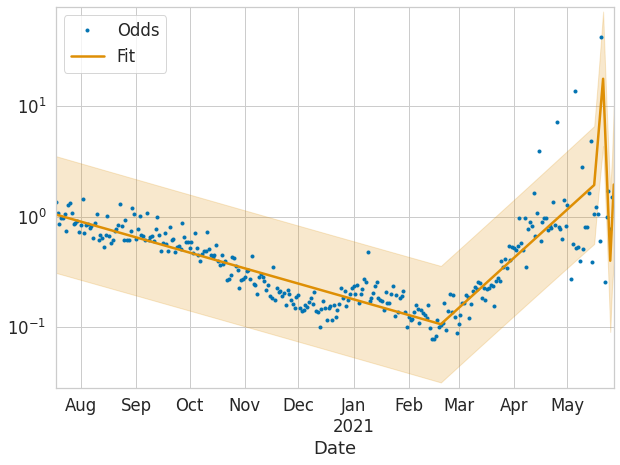 Odds
Fit
10¹
10⁰
10⁻¹
Aug Sep Oct Nov Dec Jan Feb Mar Apr May
2021
Date